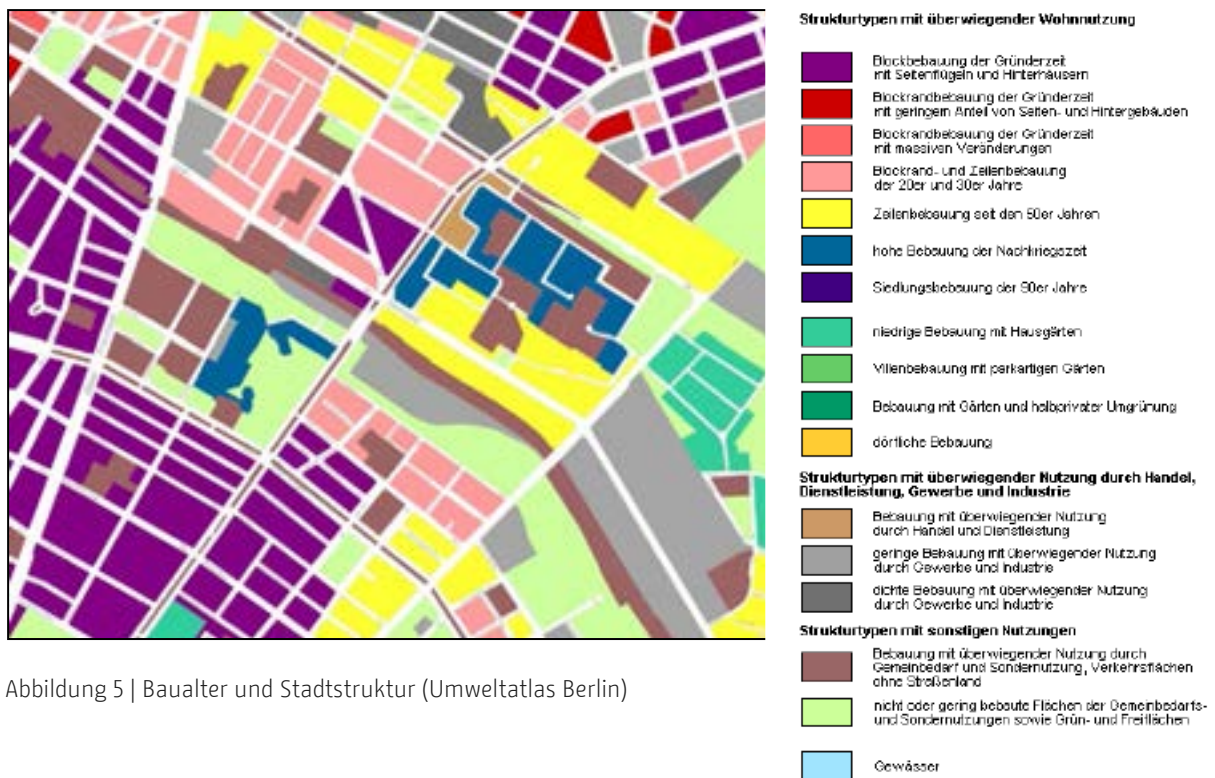 Strukturtypen mit überwiegender Wohnnutzung
Blockbebauung der Gründerzeit
mit Seitenflügeln und Hinterhäusern
Blockrandbebauung der Gründerzeit
mit geringem Anteil von Seiten- und Hintergebäuden
Blockrandbebauung der Gründerzeit
mit massiven Veränderungen
Blockrand- und Zeilenbebauung
der 20er und 30er Jahre
Zeilenbebauung seit den 50er Jahren
hohe Bebauung der Nachkriegszeit
Siedlungsbebauung der 90er Jahre
niedrige Bebauung mit Hausgärten
Villenbebauung mit parkartigen Gärten
Bebauung mit Gärten und halbprivater Umgrünung
dörfliche Bebauung
Strukturtypen mit überwiegender Nutzung durch Handel,
Dienstleistung, Gewerbe und Industrie
Bebauung mit überwiegender Nutzung
durch Handel und Dienstleistung
geringe Bebauung mit überwiegender Nutzung
durch Gewerbe und Industrie
dichte Bebauung mit überwiegender Nutzung
durch Gewerbe und Industrie
Strukturtypen mit sonstigen Nutzungen
Bebauung mit überwiegender Nutzung durch
Gemeinbedarf und Sondernutzung, Verkehrsflächen
ohne Straßenland
nicht oder gering bebaute Flächen der Gemeinbedarfs-
und Sondernutzungen sowie Grün- und Freiflächen
Gewässer
Abbildung 5 | Baualter und Stadtstruktur (Umweltatlas Berlin)